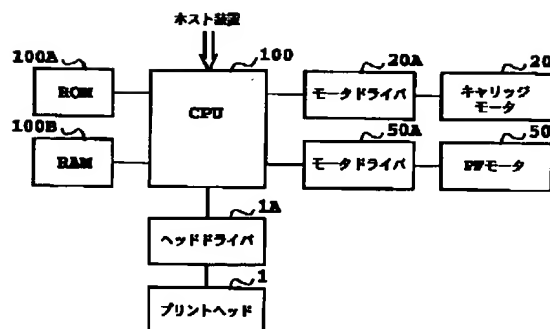 ホスト装置
100A
ROM
100B
RAM
100
CPU
20A
モータドライバ
20
キャリッジ
モータ
50A
モータドライバ
50
PFモータ
1A
ヘッドドライバ
1
プリントヘッド